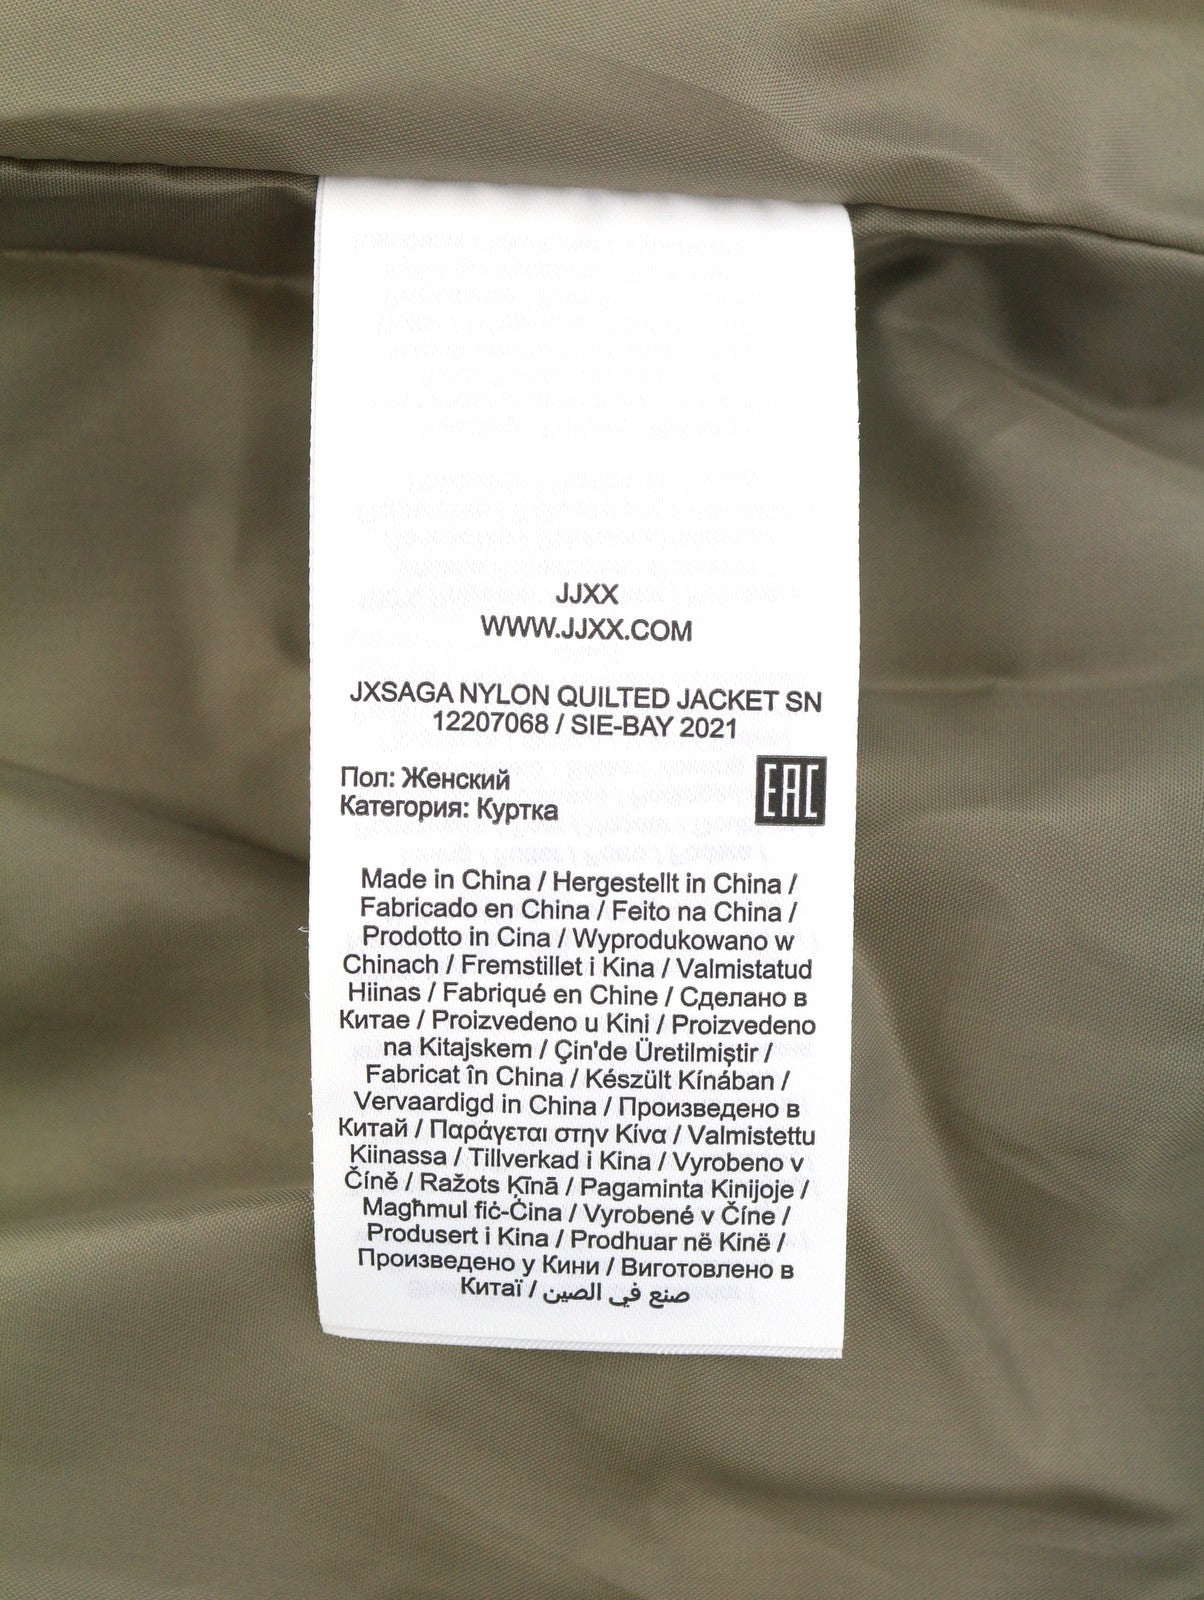 JJXX
WWW.JJXX.COM
JXSAGA NYLON QUILTED JACKET SN
12207068 / SIE-BAY 2021
Пол: Женский
Категория: Куртка
EAC
Made in China / Hergestellt in China /
Fabricado en China / Feito na China /
Prodotto in Cina / Wyprodukowano w
Chinach / Fremstillet i Kina / Valmistatud
Hiinas / Fabriqué en Chine / Сделано в
Китае / Proizvedeno u Kini / Proizvedeno
na Kitajskem / Çin'de Üretilmiştir /
Fabricat în China / Készült Kínában /
Vervaardigd in China / Произведено в
Китай / Παράγεται στην Κίνα / Valmistettu
Kiinassa / Tillverkad i Kina / Vyrobeno v
Číně / Ražots Ķīnā / Pagaminta Kinijoje /
Magħmul fiċ-Ċina / Vyrobené v Číne /
Produsert i Kina / Prodhuar në Kinë /
Произведено у Кини / Виготовлено в
Китаї / صنع في الصين